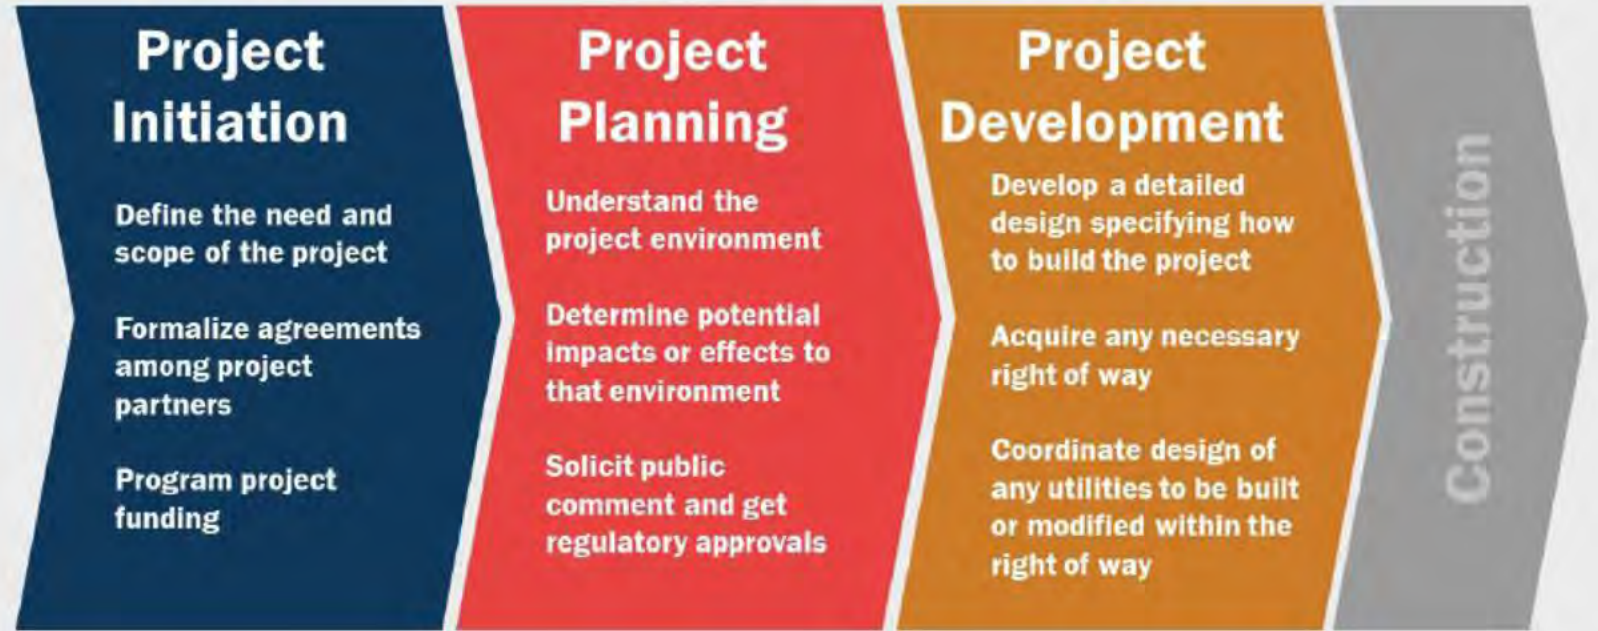 Project
Initiation
Define the need and
scope of the project
Formalize agreements
among project
partners
Program project
funding
Project
Planning
Understand the
project environment
Determine potential
impacts or effects to
that environment
Solicit public
comment and get
regulatory approvals
Project
Development
Develop a detailed
design specifying how
to build the project
Acquire any necessary
right of way
Coordinate design of
any utilities to be built
or modified within the
right of way
Construction